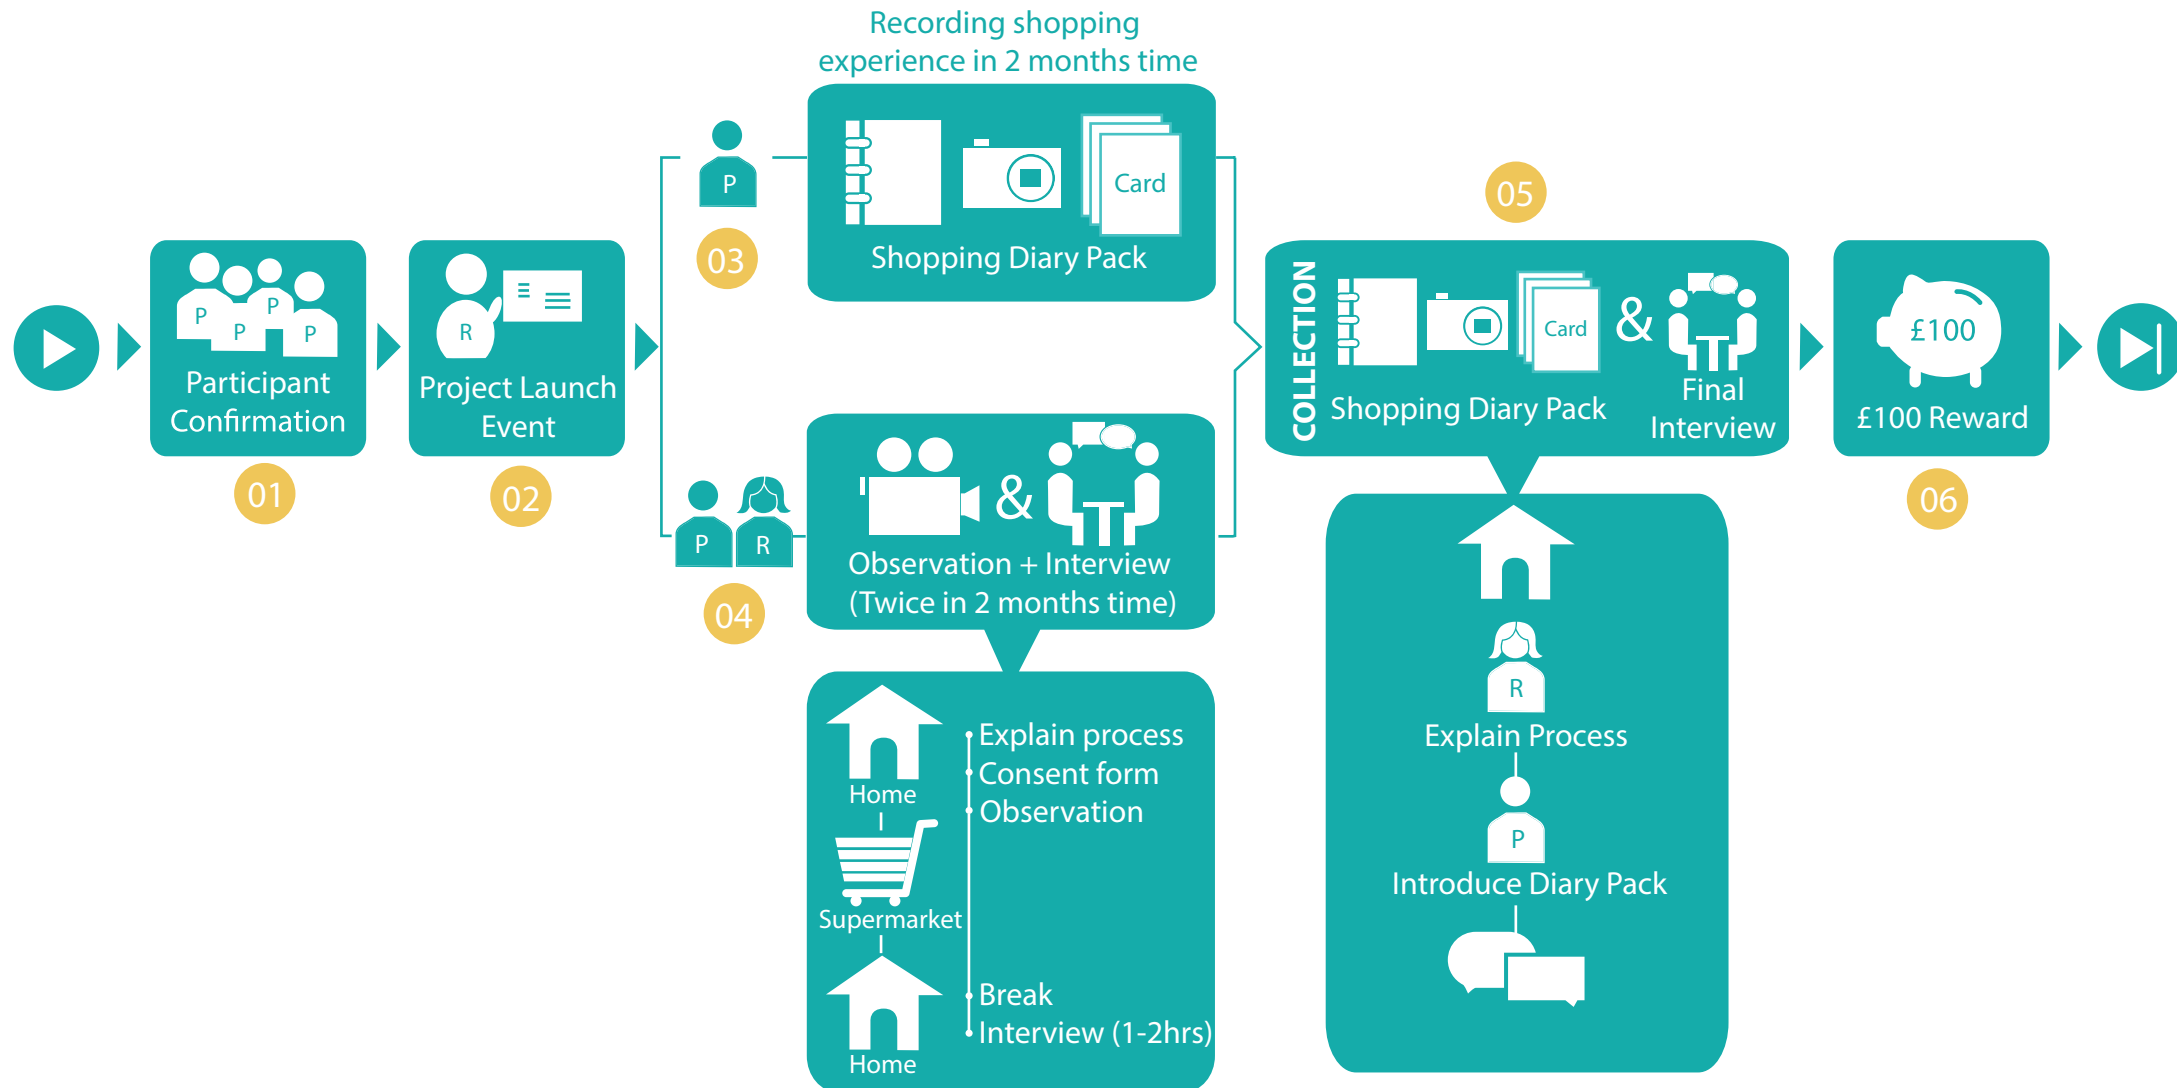 Recording shopping
experience in 2 months time
P
P
P
P
Participant
Confirmation
01
R
Project Launch
Event
02
P
03
Card
Shopping Diary Pack
P
R
04
&
Observation + Interview
(Twice in 2 months time)
Home
Supermarket
Home
Explain process
Consent form
Observation
Break
Interview (1-2hrs)
05
COLLECTION
Card
&
Shopping Diary Pack
Final
Interview
R
Explain Process
P
Introduce Diary Pack
£100
£100 Reward
06